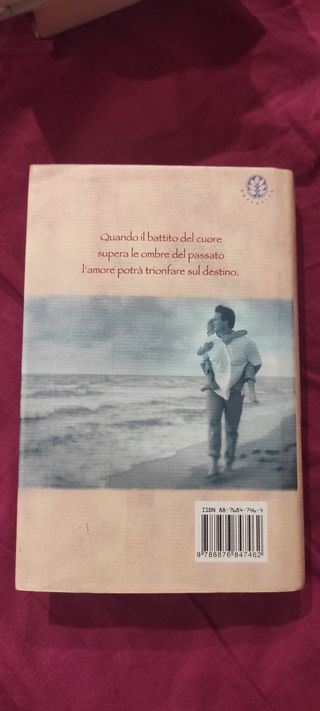 Quando il battito del cuore
supera le ombre del passato
l'amore potrà trionfare sul destino.
ISBN 88-7684-746-4
9 788876 847462